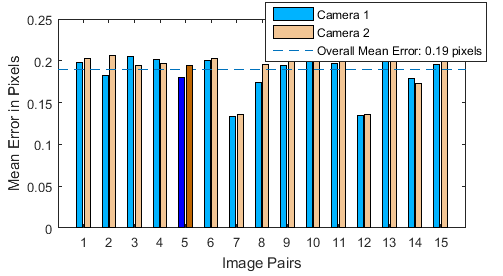 Camera 1
Camera 2
Overall Mean Error: 0.19 pixels
0.25
0.2
0.15
0.1
0.05
0
Mean Error in Pixels
1 2 3 4 5 6 7 8 9 10 11 12 13 14 15
Image Pairs